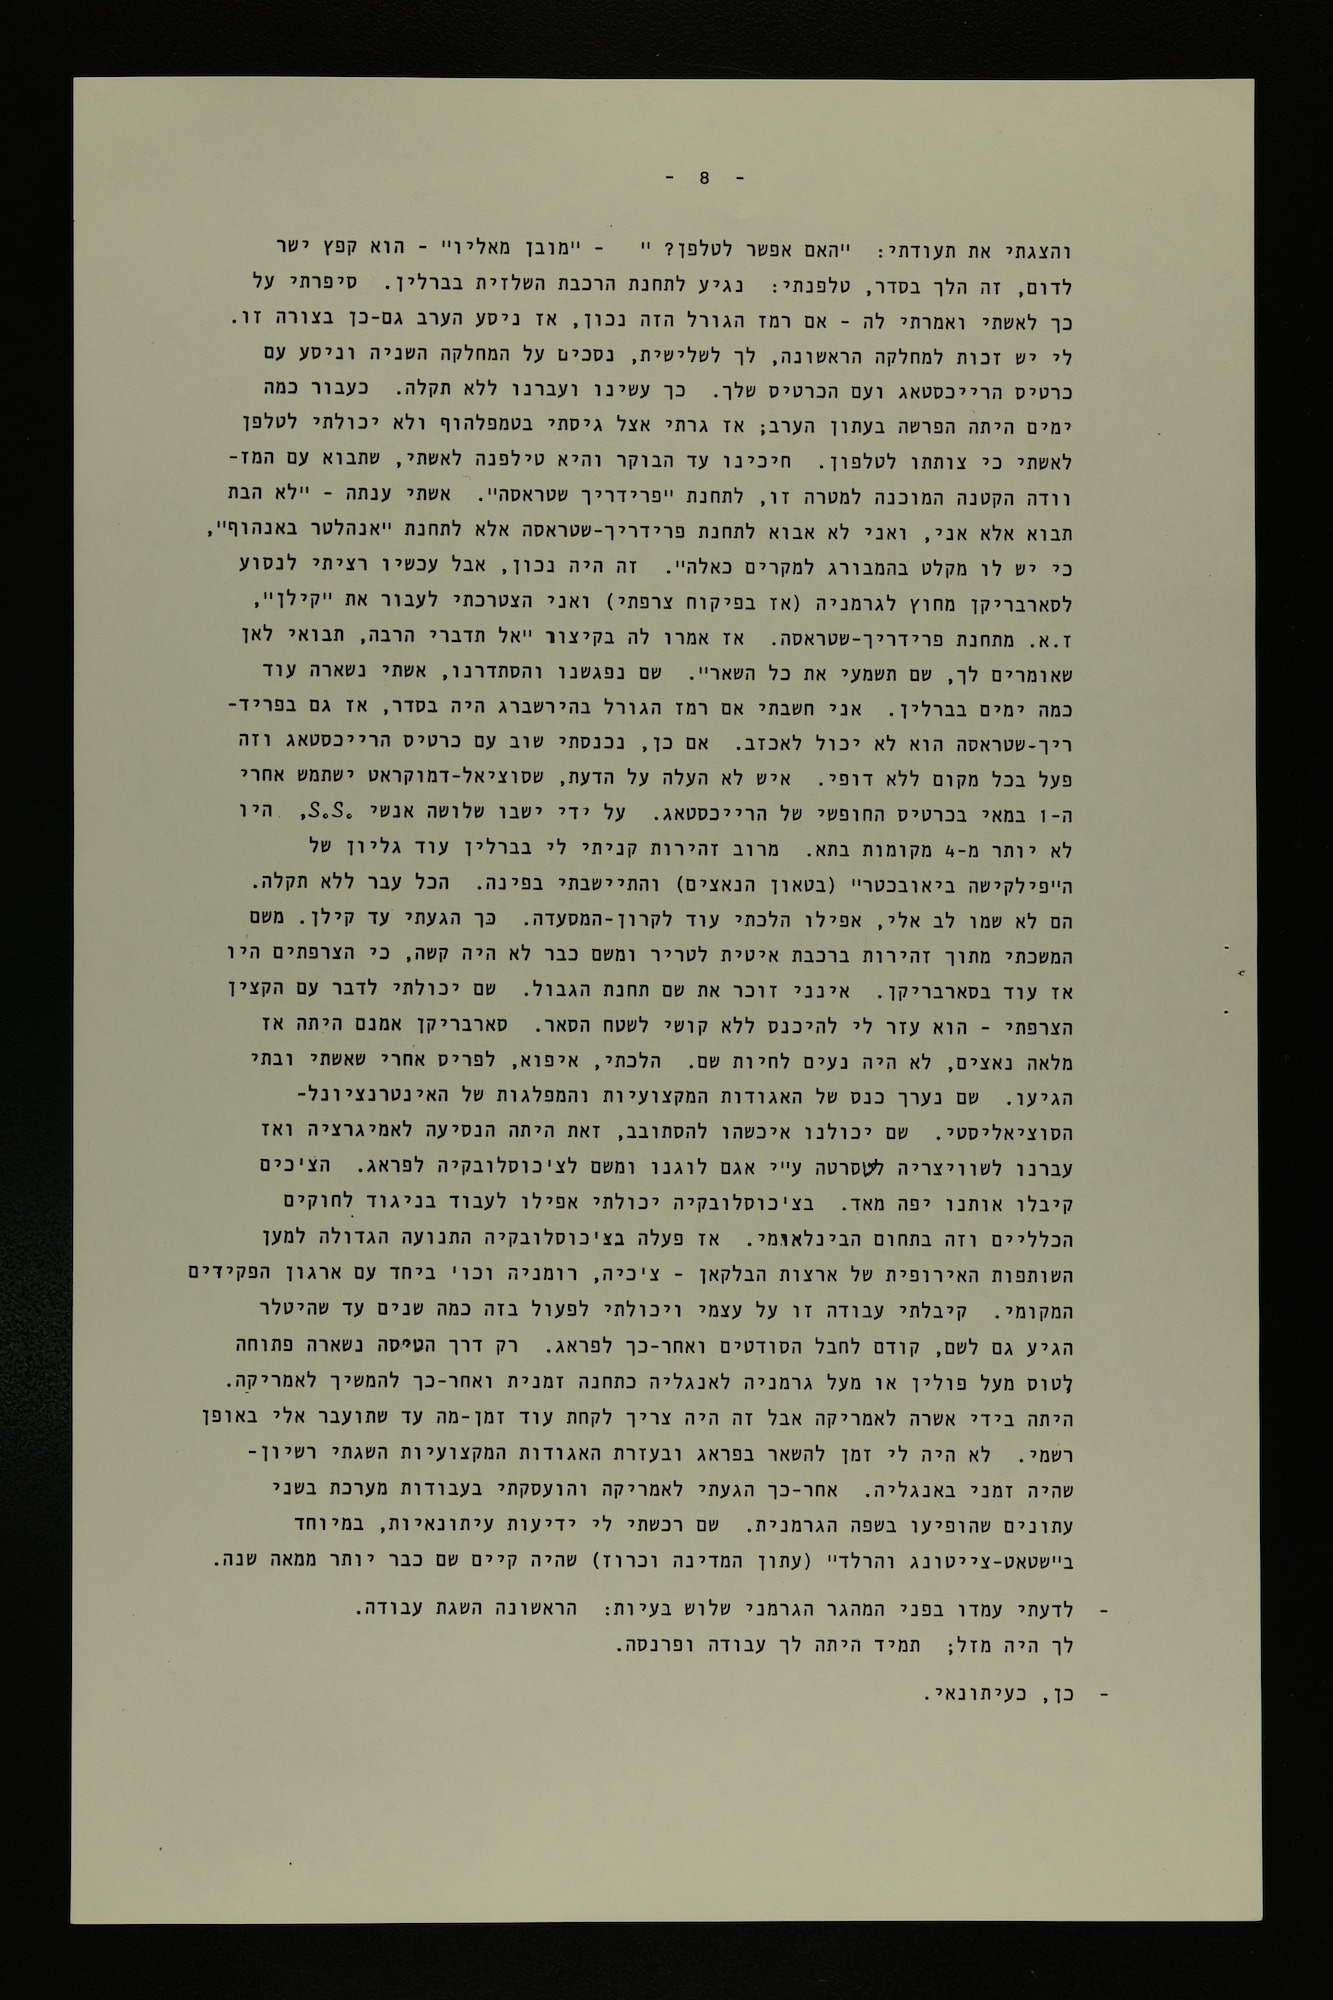 - 8 -
והצגתי את תעודתי: "האם אפשר לטלפן? " - "מובן מאליו" - הוא קפץ ישר
לדום, זה הלך בסדר, טלפנתי: נגיע לתחנת הרכבת השלזית בברלין. סיפרתי על
כך לאשתי ואמרתי לה - אם רמז הגורל הזה נכון, אז ניסע הערב גם-כן בצורה זו.
לי יש זכות למחלקה הראשונה, לך לשלישית, נסכים על המחלקה השניה וניסע עם
כרטיס הרייכסטאג ועם הכרטיס שלך. כך עשינו ועברנו ללא תקלה. כעבור כמה
ימים היתה הפרשה בעתון הערב; אז גרתי אצל גיסתי בטמפלהוף ולא יכולתי לטלפן
לאשתי כי צותתו לטלפון. חיכינו עד הבוקר והיא טילפנה לאשתי, שתבוא עם המז-
וודה הקטנה המוכנה למטרה זו, לתחנת "פרידריך שטראסה". אשתי ענתה - "לא הבת
תבוא אלא אני, ואני לא אבוא לתחנת פרידריך-שטראסה אלא לתחנת "אנהלטר באנהוף",
כי יש לו מקלט בהמבורג למקרים כאלה". זה היה נכון, אבל עכשיו רציתי לנסוע
לסארבריקן מחוץ לגרמניה (אז בפיקוח צרפתי) ואני הצטרכתי לעבור את "קילן",
ז.א. מתחנת פרידריך-שטראסה. אז אמרו לה בקיצור "אל תדברי הרבה, תבואי לאן
שאומרים לך, שם תשמעי את כל השאר". שם נפגשנו והסתדרנו, אשתי נשארה עוד
כמה ימים בברלין. אני חשבתי אם רמז הגורל בהירשברג היה בסדר, אז גם בפריד-
ריך-שטראסה הוא לא יכול לאכזב. אם כן, נכנסתי שוב עם כרטיס הרייכסטאג וזה
פעל בכל מקום ללא דופי. איש לא העלה על הדעת, שסוציאל-דמוקראט ישתמש אחרי
ה-1 במאי בכרטיס החופשי של הרייכסטאג. על ידי ישבו שלושה אנשי S.S., היו
לא יותר מ-4 מקומות בתא. מרוב זהירות קניתי לי בברלין עוד גליון של
ה"פילקישה ביאובכטר" (בטאון הנאצים) והתיישבתי בפינה. הכל עבר ללא תקלה.
הם לא שמו לב אלי, אפילו הלכתי עוד לקרון-המסעדה. כך הגעתי עד קילן. משם
המשכתי מתוך זהירות ברכבת איטית לטריר ומשם כבר לא היה קשה, כי הצרפתים היו
אז עוד בסארבריקן. אינני זוכר את שם תחנת הגבול. שם יכולתי לדבר עם הקצין
הצרפתי - הוא עזר לי להיכנס ללא קושי לשטח הסאר. סארבריקן אמנם היתה אז
מלאה נאצים, לא היה נעים לחיות שם. הלכתי, איפוא, לפריס אחרי שאשתי ובתי
הגיעו. שם נערך כנס של האגודות המקצועיות והמפלגות של האינטרנציונל-
הסוציאליסטי. שם יכולנו איכשהו להסתובב, זאת היתה הנסיעה לאמיגרציה ואז
עברנו לשוויצריה ע"י אגם לוגנו ומשם לצ'כוסלובקיה לפראג. הצ'כים
קיבלו אותנו יפה מאד. בצ'כוסלובקיה יכולתי אפילו לעבוד בניגוד לחוקים
הכלליים וזה בתחום הבינלאומי. אז פעלה בצ'כוסלובקיה התנועה הגדולה למען
השותפות האירופית של ארצות הבלקאן - צ'כיה, רומניה וכו' ביחד עם ארגון הפקידים
המקומי. קיבלתי עבודה זו על עצמי ויכולתי לפעול בזה כמה שנים עד שהיטלר
הגיע גם לשם, קודם לחבל הסודטים ואחר-כך לפראג. רק דרך הטיסה נשארה פתוחה
לטוס מעל פולין או מעל גרמניה לאנגליה כתחנה זמנית ואחר-כך להמשיך לאמריקה.
היתה בידי אשרה לאמריקה אבל זה היה צריך לקחת עוד זמן-מה עד שתועבר אלי באופן
רשמי. לא היה לי זמן להשאר בפראג ובעזרת האגודות המקצועיות השגתי רשיון-
שהיה זמני באנגליה. אחר-כך הגעתי לאמריקה והועסקתי בעבודות מערכת בשני
עתונים שהופיעו בשפה הגרמנית. שם רכשתי לי ידיעות עיתונאיות, במיוחד
ב"שטאט-צייטונג והרלד" (עתון המדינה וכרוז) שהיה קיים שם כבר יותר ממאה שנה.
- לדעתי עמדו בפני המהגר הגרמני שלוש בעיות: הראשונה השגת עבודה.
לך היה מזל; תמיד היתה לך עבודה ופרנסה.
- כן, כעיתונאי.